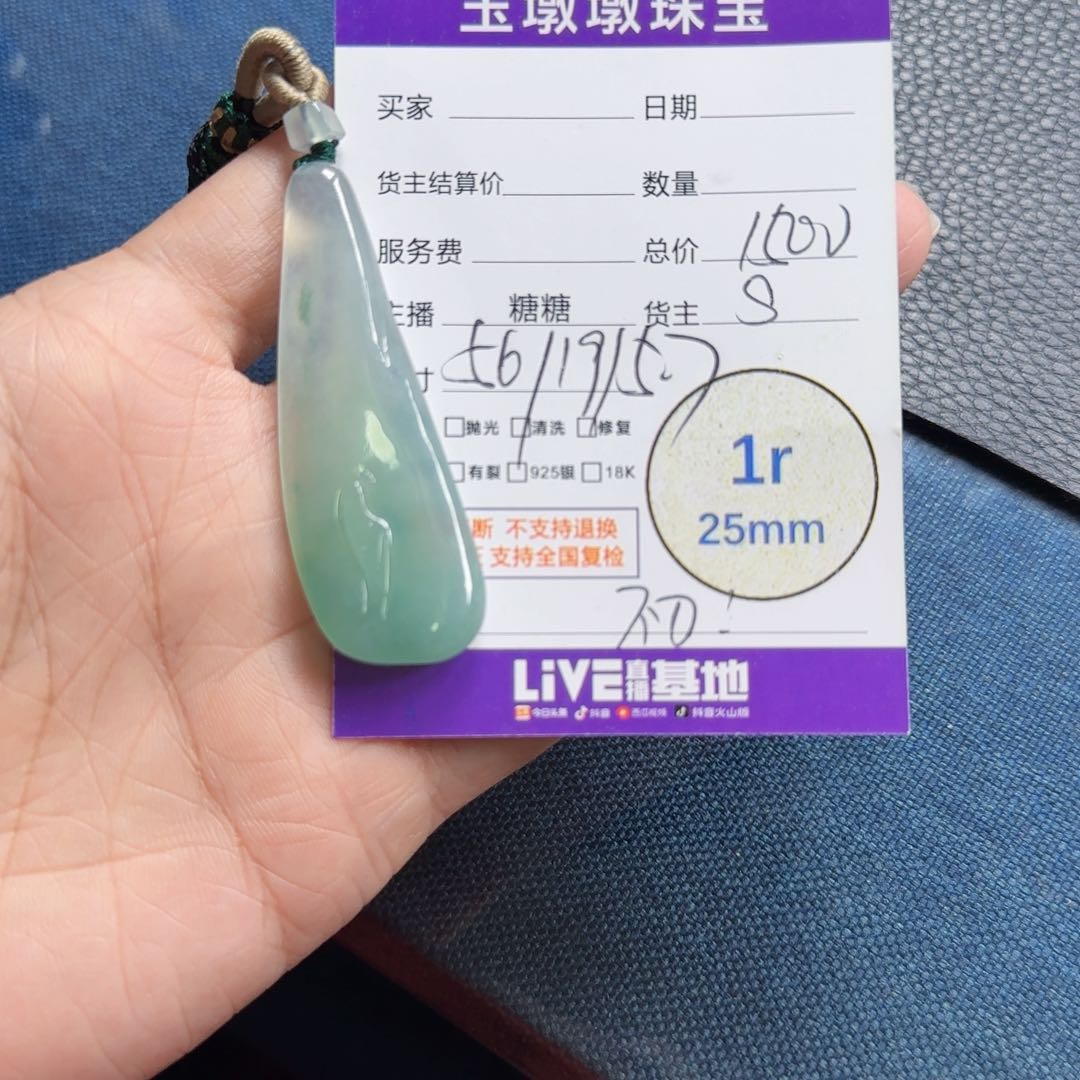 玉墩墩珠宝
买家 日期
货主结算价 数量
服务费 总价 1500
主播 糖糖 货主 S
寸 56/19/
抛光 清洗 修复
有裂 925银 18K
1r
25mm
断 不支持退换
支持全国复检
LiVE直播基地
今日头条 抖音 西瓜视频 抖音火山版